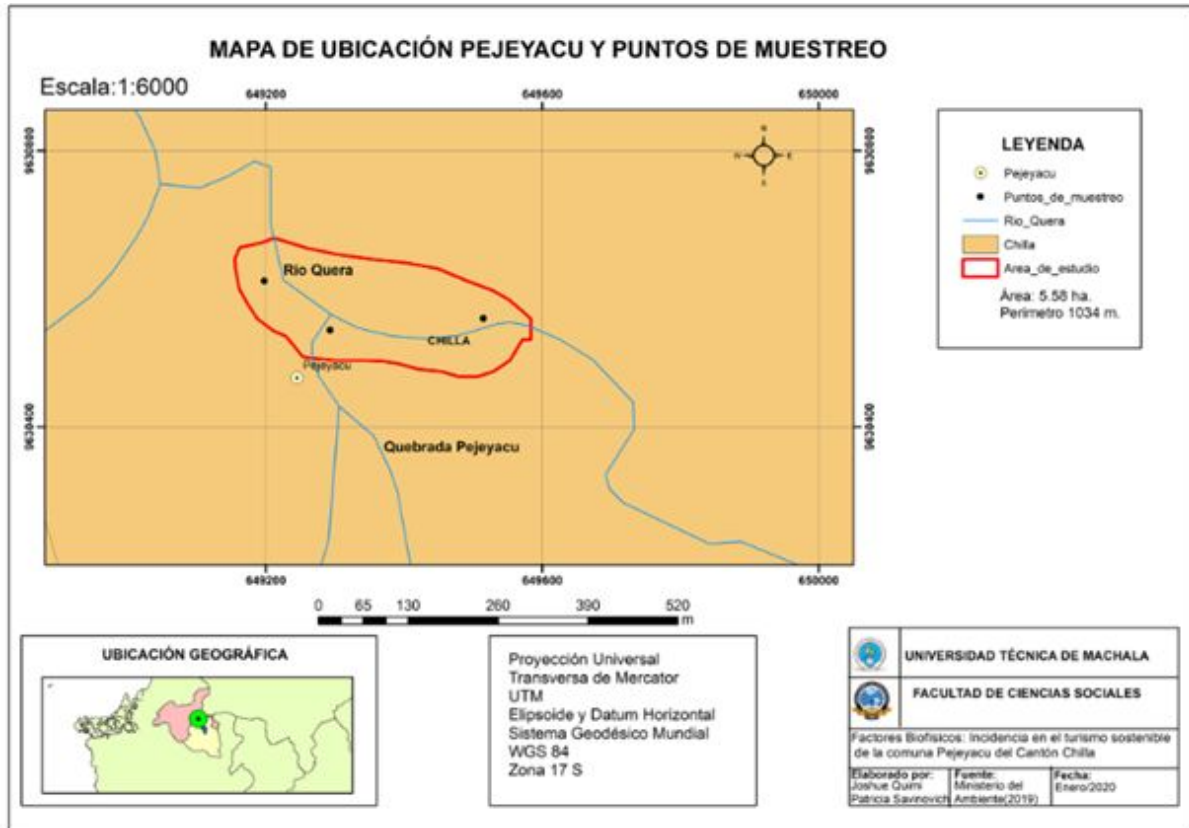 MAPA DE UBICACIÓN PEJEYACU Y PUNTOS DE MUESTREO
Escala:1:6000
649200
649600
650000
9630800
9630800
N
W
E
S
Río Quera
CHILLA
Pejeyacu
9630400
9630400
Quebrada Pejeyacu
649200
649600
650000
LEYENDA
Pejeyacu
Puntos_de_muestreo
Rio_Quera
Chilla
Area_de_estudio
Área: 5.58 ha.
Perímetro 1034 m.
0 65 130 260 390 520
m
UBICACIÓN GEOGRÁFICA
Proyección Universal
Transversa de Mercator
UTM
Elipsoide y Datum Horizontal
Sistema Geodésico Mundial
WGS 84
Zona 17 S
UNIVERSIDAD TÉCNICA DE MACHALA
FACULTAD DE CIENCIAS SOCIALES
Factores Biofísicos: Incidencia en el turismo sostenible
de la comuna Pejeyacu del Cantón Chilla
Elaborado por:
Joshue Quimi
Patricia Savinovich
Fuente:
Ministerio del
Ambiente(2019)
Fecha:
Enero/2020